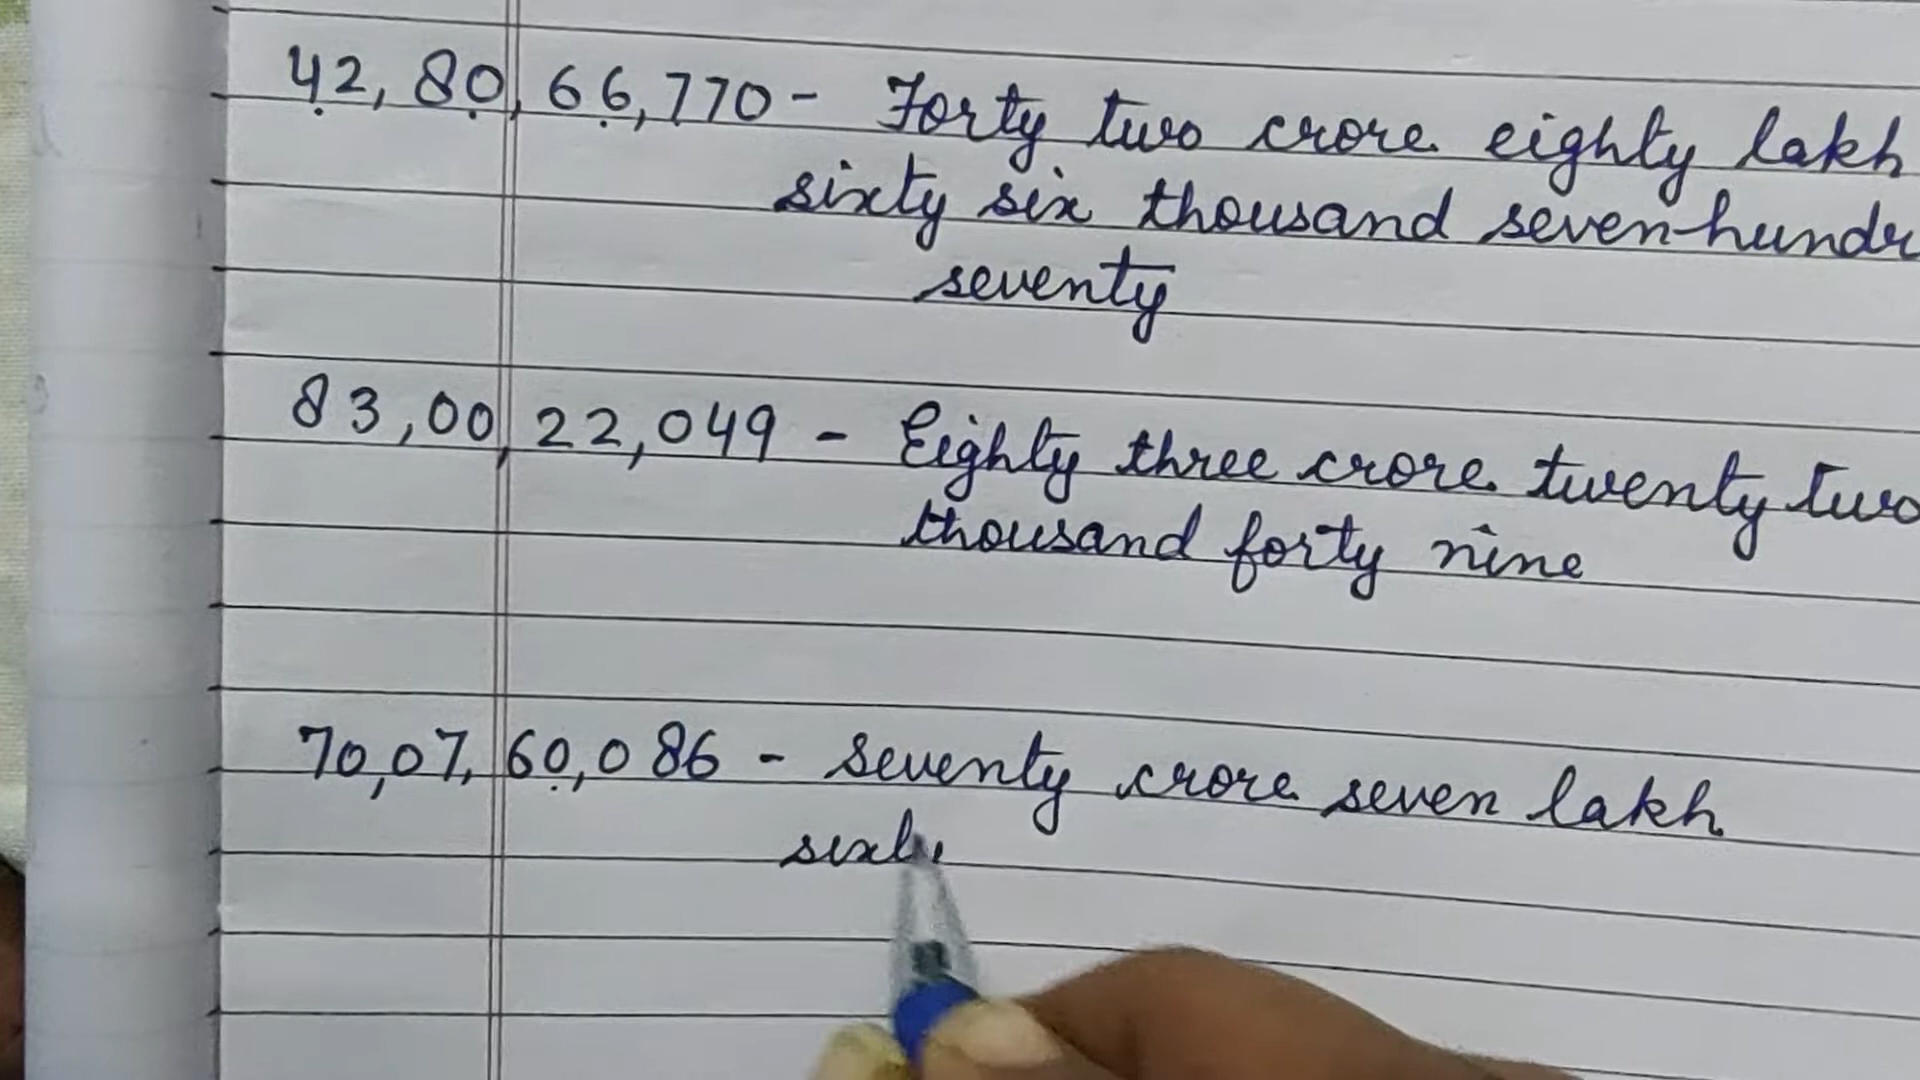 42,80,66,770 - Forty two crore eighty lakh
sixty six thousand seven hundr
seventy
83,00,22,049 - Eighty three crore twenty two
thousand forty nine
70,07,60,086 - Seventy crore seven lakh